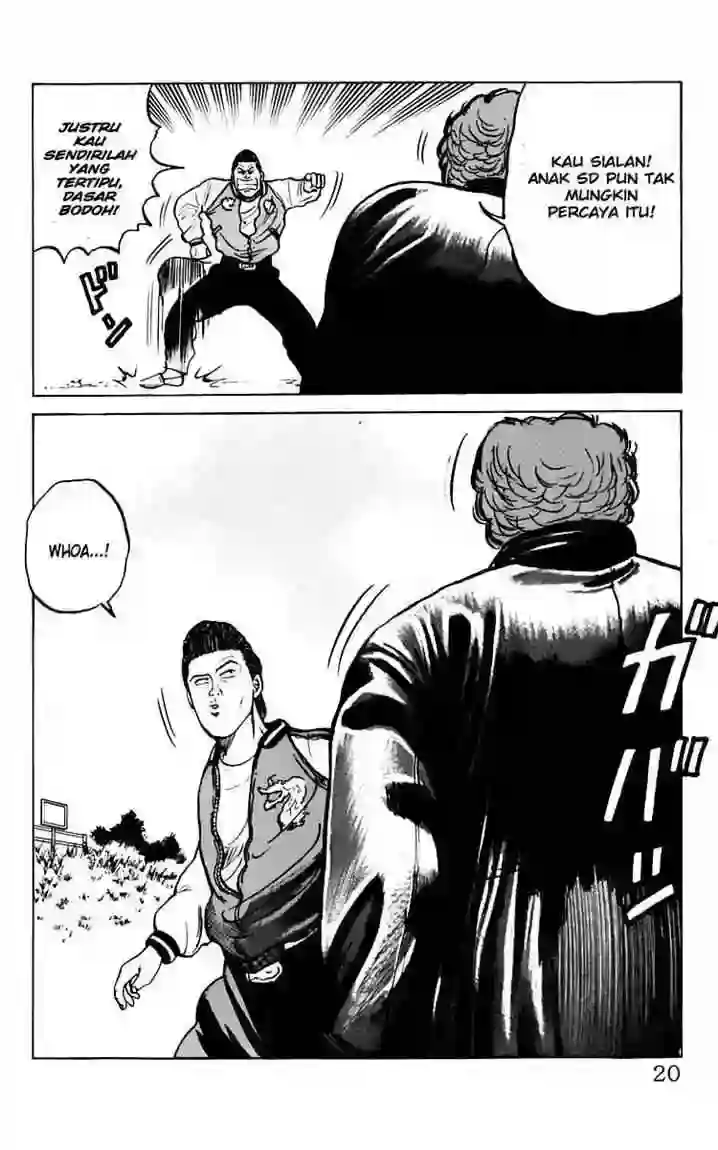 KAU SIALAN!
ANAK SD PUN TAK
MUNGKIN
PERCAYA ITU!
JUSTRU
KAU
SENDIRILAH
YANG
TERTIPU,
DASAR
BODOH!
ドン
WHOA...!
ガバッ
20